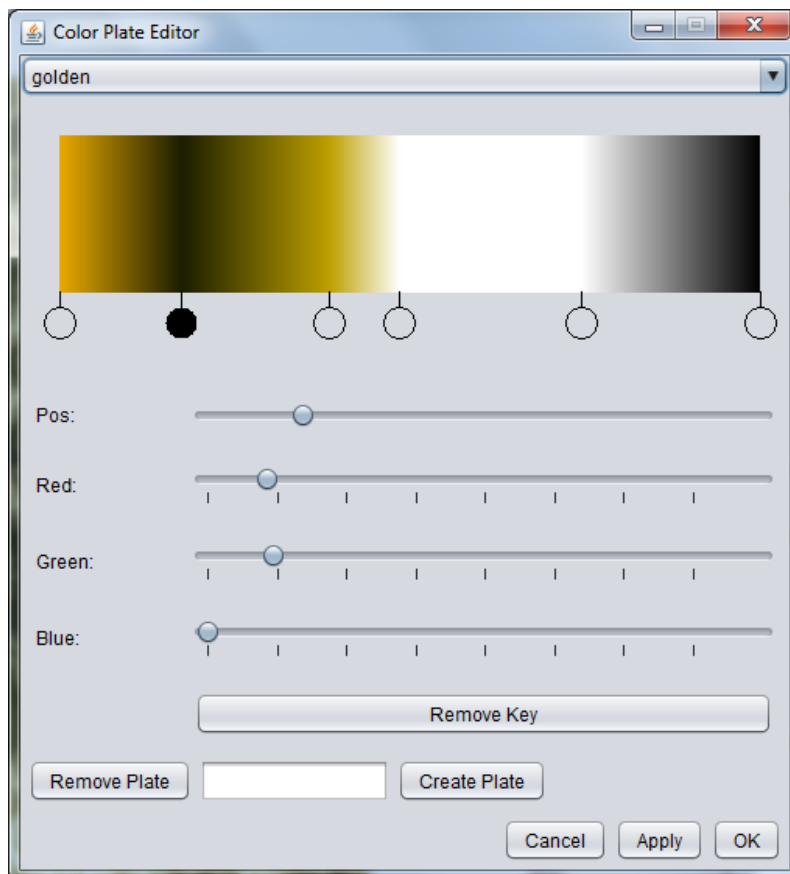 Color Plate Editor
golden
Pos:
Red:
Green:
Blue:
Remove Key
Remove Plate
Create Plate
Cancel
Apply
OK